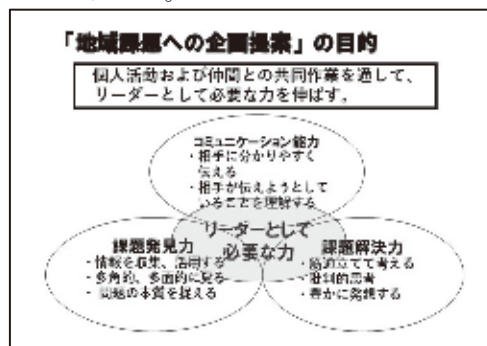 「地域課題への企画提案」の目的
個人活動および仲間との共同作業を通して、
リーダーとして必要な力を伸ばす。
コミュニケーション能力
・相手に分かりやすく
伝える
・相手が伝えようとして
いることを理解する
リーダーとして
必要な力
課題発見力
・情報を収集、活用する
・多角的、多面的に見る
・問題の本質を捉える
課題解決力
・筋道立てて考える
・批判的思考
・豊かに発想する